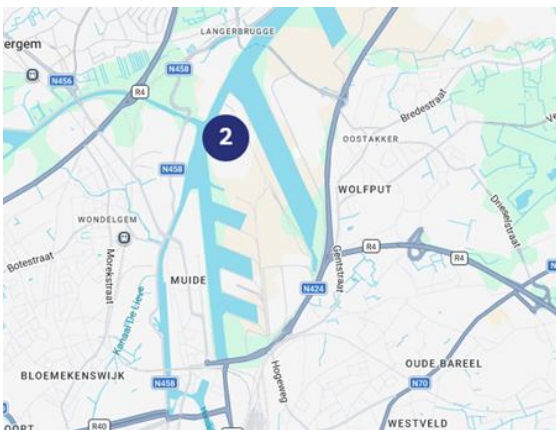 LANGERBRUGGE
ergem
N458
N456
R4
2
Bredestraat
OOSTAKKER
N458
WOLFPUT
Drieselstraat
WONDELGEM
Gentstraat
R4
R4
Botestraat
Morekstraat
MUIDE
N424
Kanaal De Lieve
OUDE BAREEL
BLOEMEKENSWIJK
N458
Hogeweg
N70
R40
WESTVELD
OORT